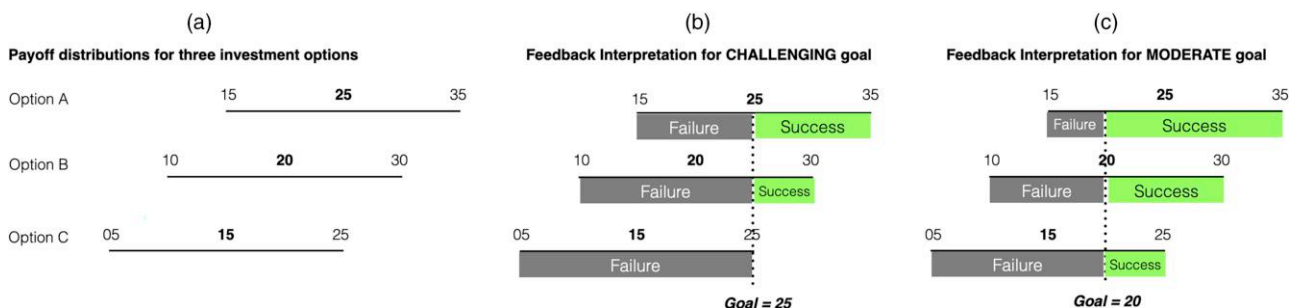 (a)
Payoff distributions for three investment options
Option A
15 25 35
Option B
10 20 30
Option C
05 15 25
(b)
Feedback Interpretation for CHALLENGING goal
15 25 35
Failure Success
10 20 30
Failure Success
05 15 25
Failure
Goal = 25
(c)
Feedback Interpretation for MODERATE goal
15 25 35
Failure Success
10 20 30
Failure Success
05 15 25
Failure Success
Goal = 20